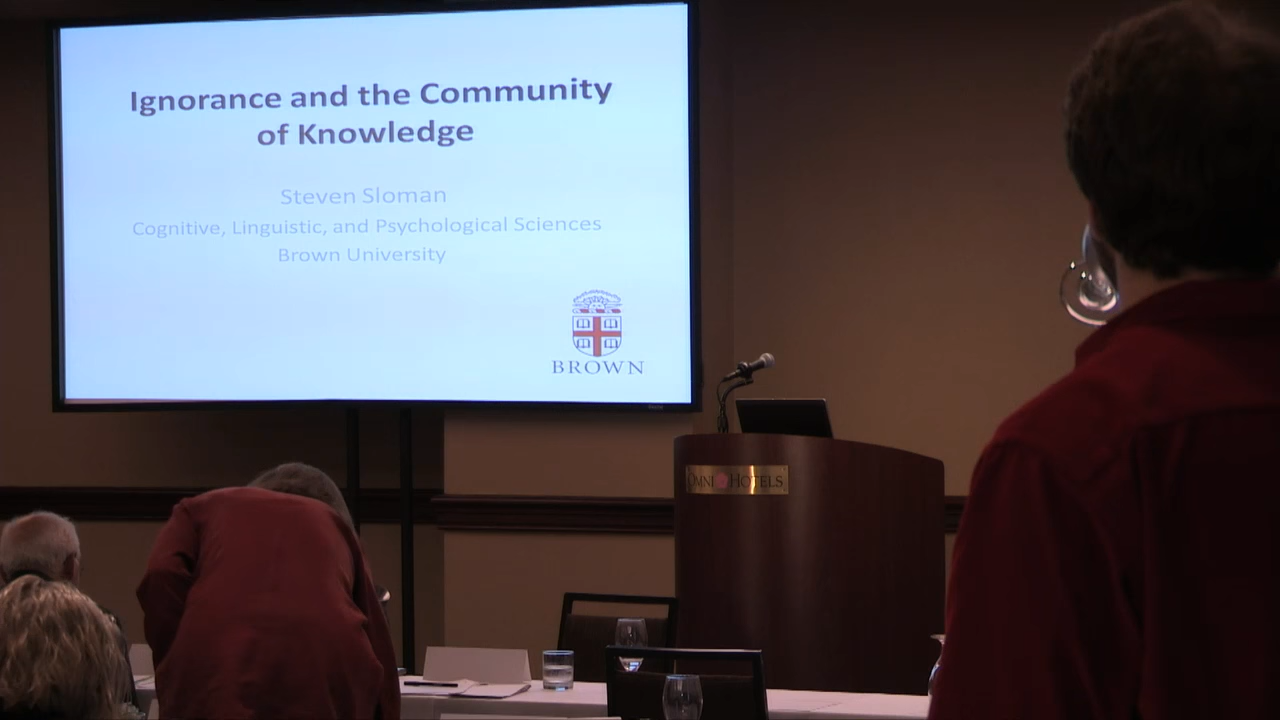 Ignorance and the Community
of Knowledge
Steven Sloman
Cognitive, Linguistic, and Psychological Sciences
Brown University
BROWN
OMNI HOTELS